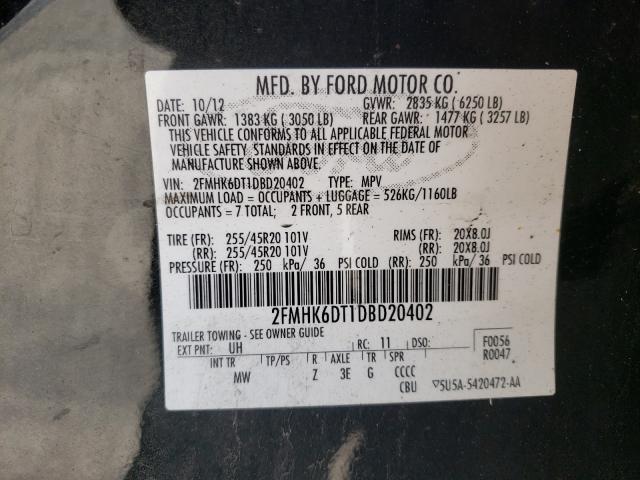 MFD. BY FORD MOTOR CO.
DATE: 10/12 GVWR: 2835 KG ( 6250 LB)
FRONT GAWR: 1383 KG ( 3050 LB) REAR GAWR: 1477 KG ( 3257 LB)
THIS VEHICLE CONFORMS TO ALL APPLICABLE FEDERAL MOTOR
VEHICLE SAFETY STANDARDS IN EFFECT ON THE DATE OF
MANUFACTURE SHOWN ABOVE.
VIN: 2FMHK6DT1DBD20402 TYPE: MPV
MAXIMUM LOAD = OCCUPANTS + LUGGAGE = 526KG/1160LB
OCCUPANTS = 7 TOTAL; 2 FRONT, 5 REAR
TIRE (FR): 255/45R20 101V RIMS (FR): 20X8.0J
(RR): 255/45R20 101V (RR): 20X8.0J
PRESSURE (FR): 250 kPa/ 36 PSI COLD (RR): 250 kPa/ 36 PSI COLD
2FMHK6DT1DBD20402
TRAILER TOWING - SEE OWNER GUIDE
EXT PNT: UH RC: 11 DSO: F0056
R0047
INT TR TP/PS R AXLE TR SPR
MW Z 3E G CCCC
CBU ▽5U5A-5420472-AA